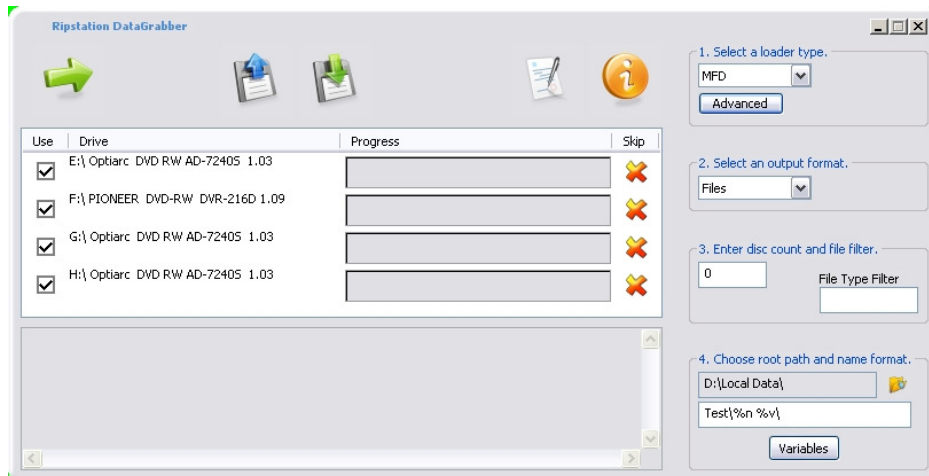 Ripstation DataGrabber
Use Drive Progress Skip
E:\ Optiarc DVD RW AD-7240S 1.03
F:\ PIONEER DVD-RW DVR-216D 1.09
G:\ Optiarc DVD RW AD-7240S 1.03
H:\ Optiarc DVD RW AD-7240S 1.03
1. Select a loader type.
MFD
Advanced
2. Select an output format.
Files
3. Enter disc count and file filter.
0
File Type Filter
4. Choose root path and name format.
D:\Local Data\
Test\%n %v\
Variables